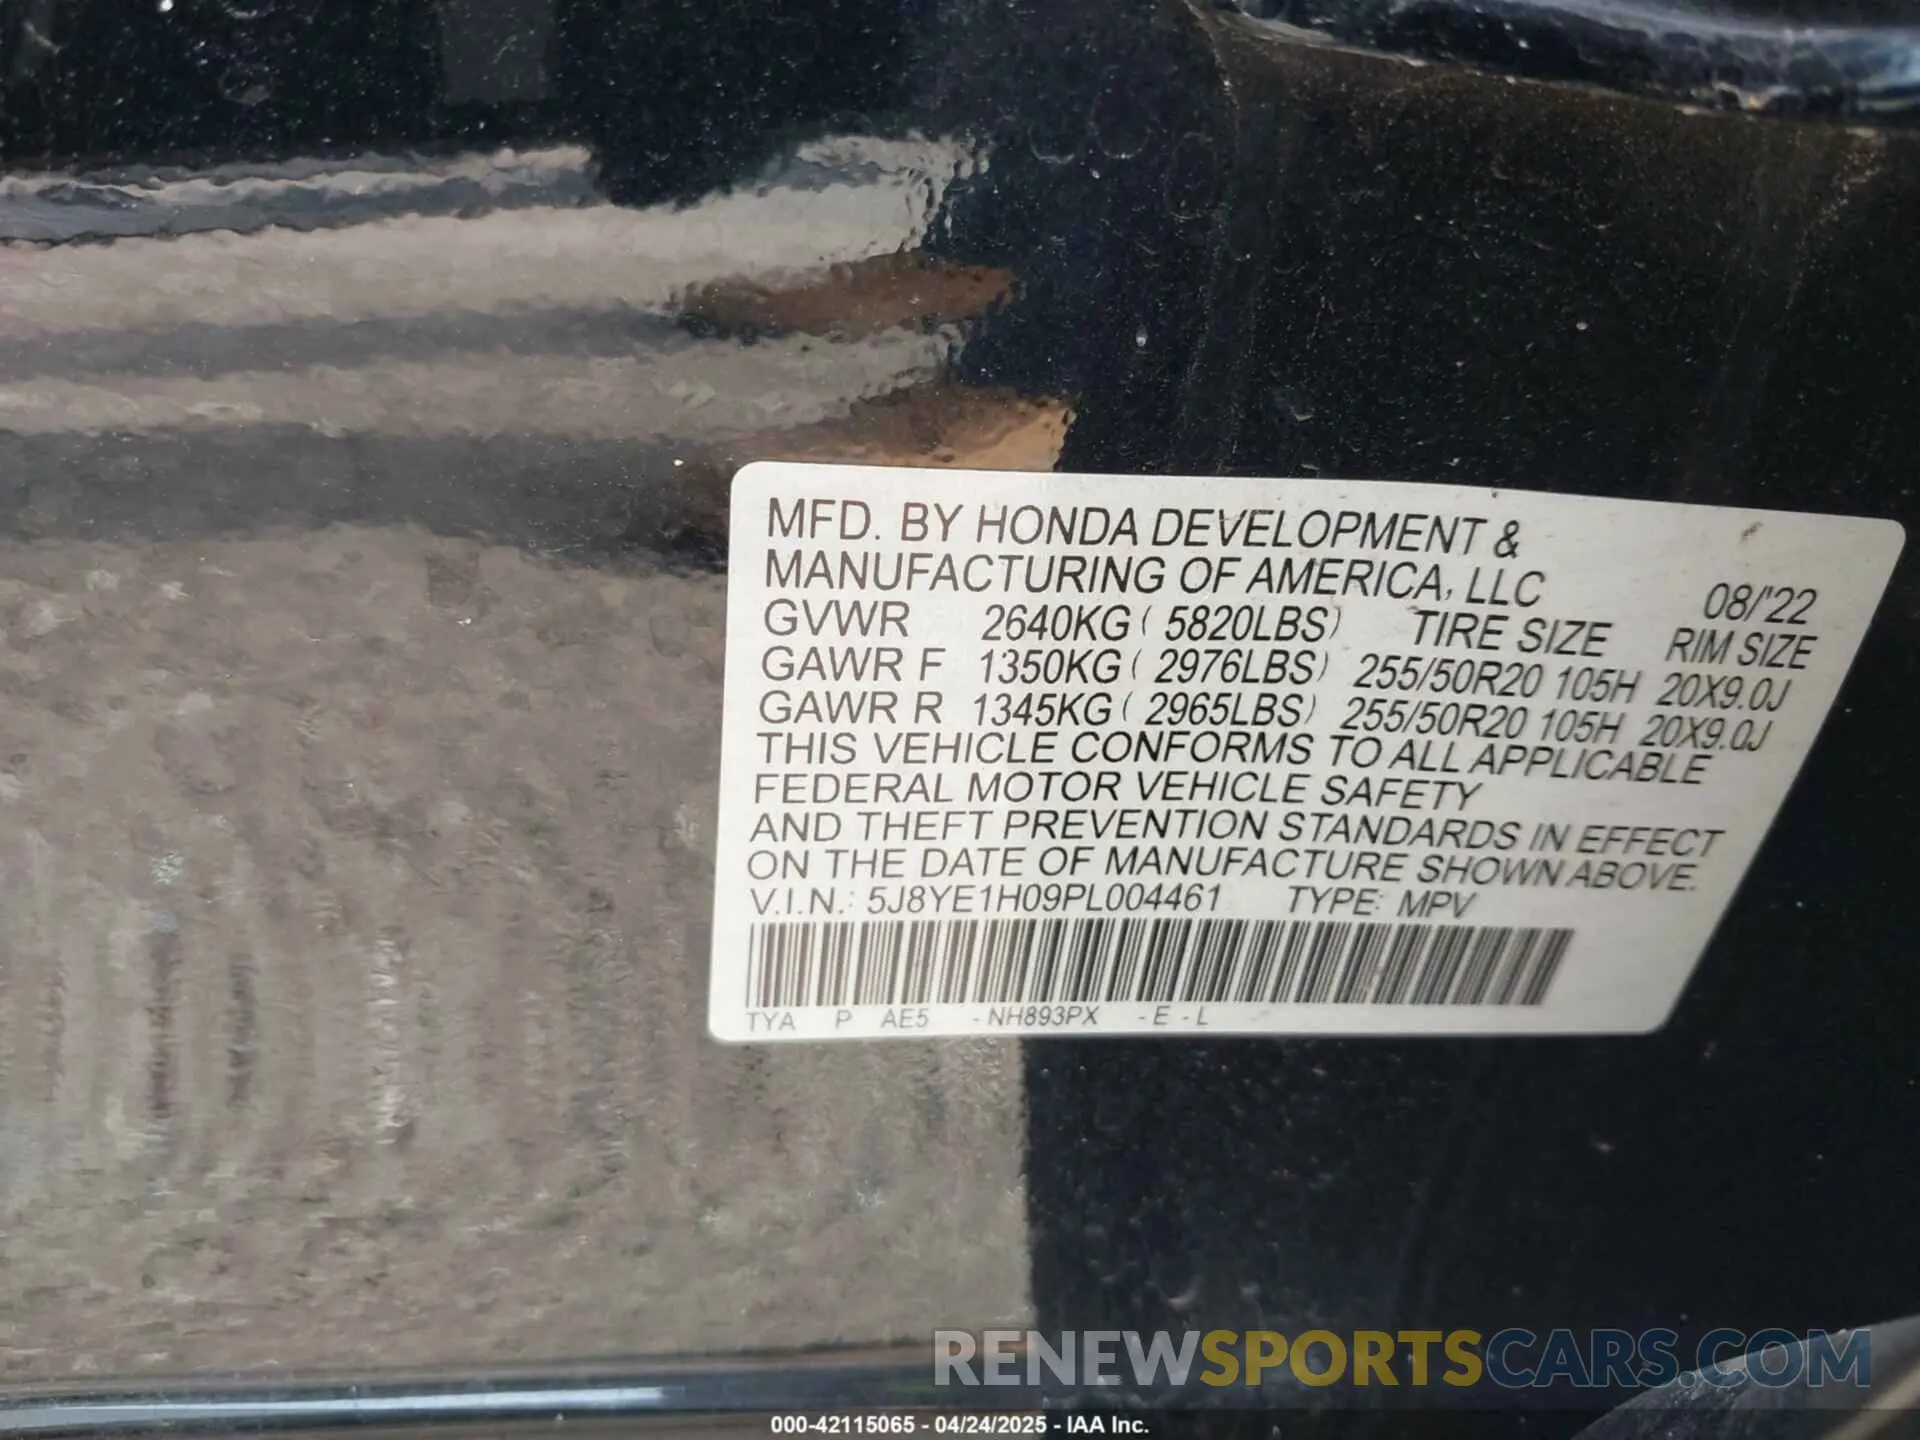 MFD. BY HONDA DEVELOPMENT &
MANUFACTURING OF AMERICA, LLC 08/'22
GVWR 2640KG ( 5820LBS) TIRE SIZE RIM SIZE
GAWR F 1350KG ( 2976LBS) 255/50R20 105H 20X9.0J
GAWR R 1345KG ( 2965LBS) 255/50R20 105H 20X9.0J
THIS VEHICLE CONFORMS TO ALL APPLICABLE
FEDERAL MOTOR VEHICLE SAFETY
AND THEFT PREVENTION STANDARDS IN EFFECT
ON THE DATE OF MANUFACTURE SHOWN ABOVE.
V.I.N.: 5J8YE1H09PL004461 TYPE: MPV
TYA P AE5 - NH893PX - E - L
RENEWSPORTSCARS.COM
000-42115065 - 04/24/2025 - IAA Inc.